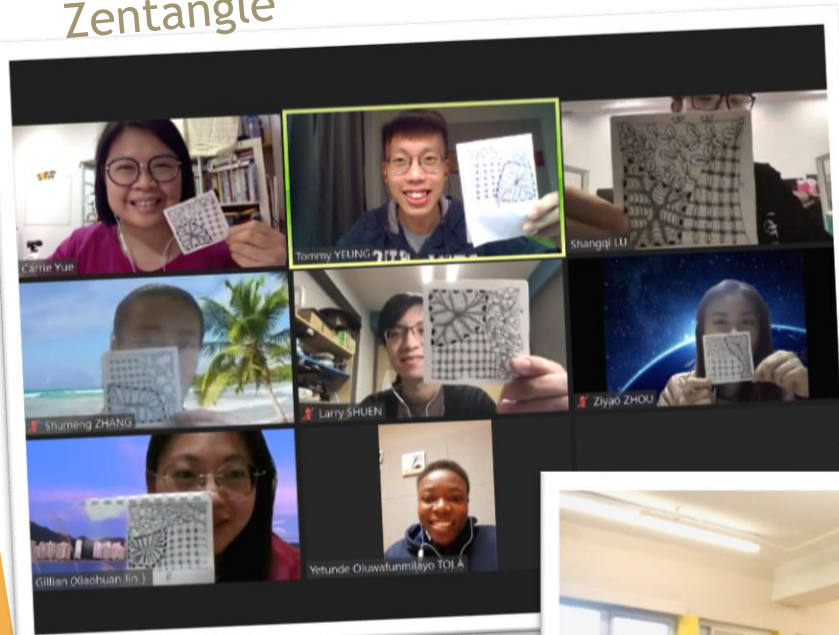 Zentangle
Carrie Yue
Tommy YEUNG
Shangqi LU
Shumeng ZHANG
Larry SHUEN
Ziyao ZHOU
Gillian (Xiaohuan Jin )
Yetunde Oluwafunmilayo TOLA